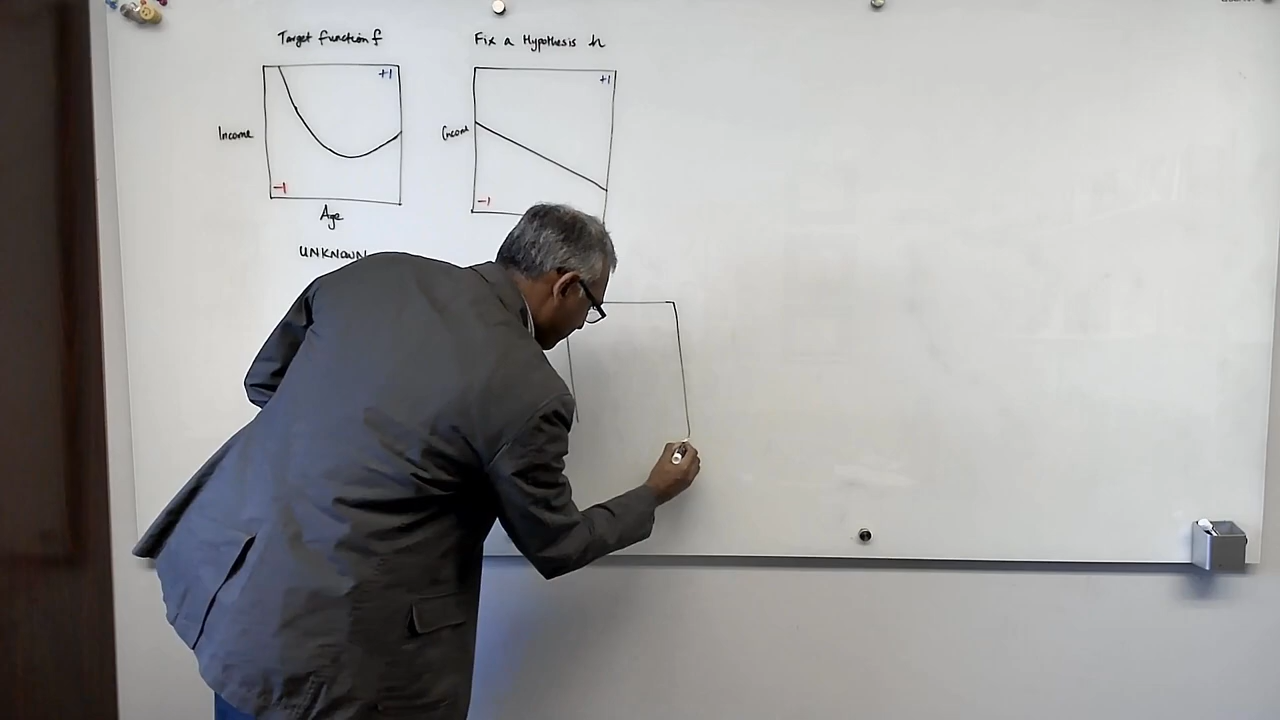 Target function f
+1
Income
-1
Age
UNKNOWN
Fix a Hypothesis h
+1
Income
-1